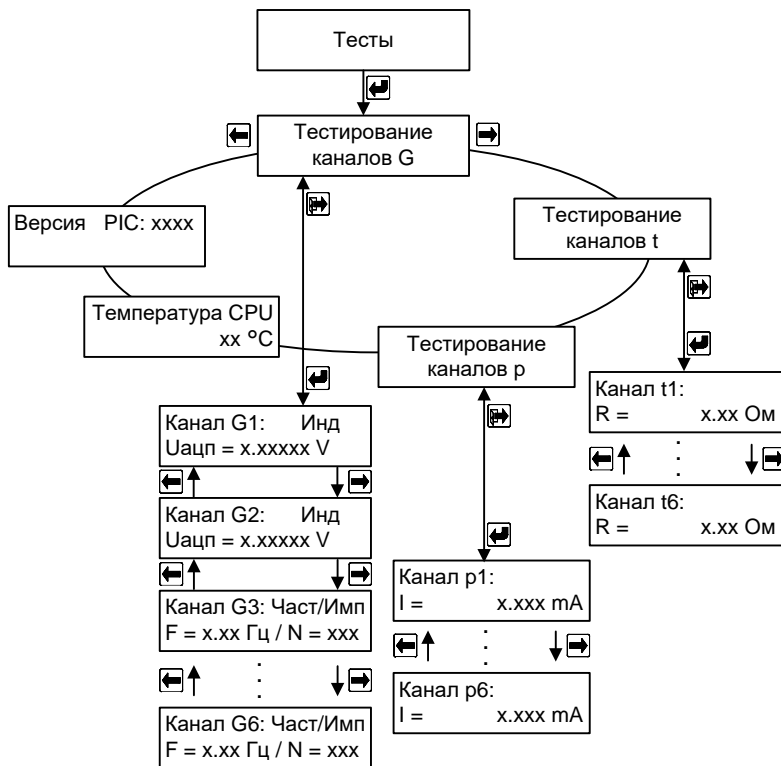 Тесты
Тестирование
каналов G
Версия PIC: xxxx
Тестирование
каналов t
Температура CPU
xx °C
Тестирование
каналов p
Канал t1:
R = x.xx Ом
Канал t6:
R = x.xx Ом
Канал G1: Инд
Uацп = x.xxxxx V
Канал G2: Инд
Uацп = x.xxxxx V
Канал G3: Част/Имп
F = x.xx Гц / N = xxx
Канал G6: Част/Имп
F = x.xx Гц / N = xxx
Канал p1:
I = x.xxx mA
Канал p6:
I = x.xxx mA